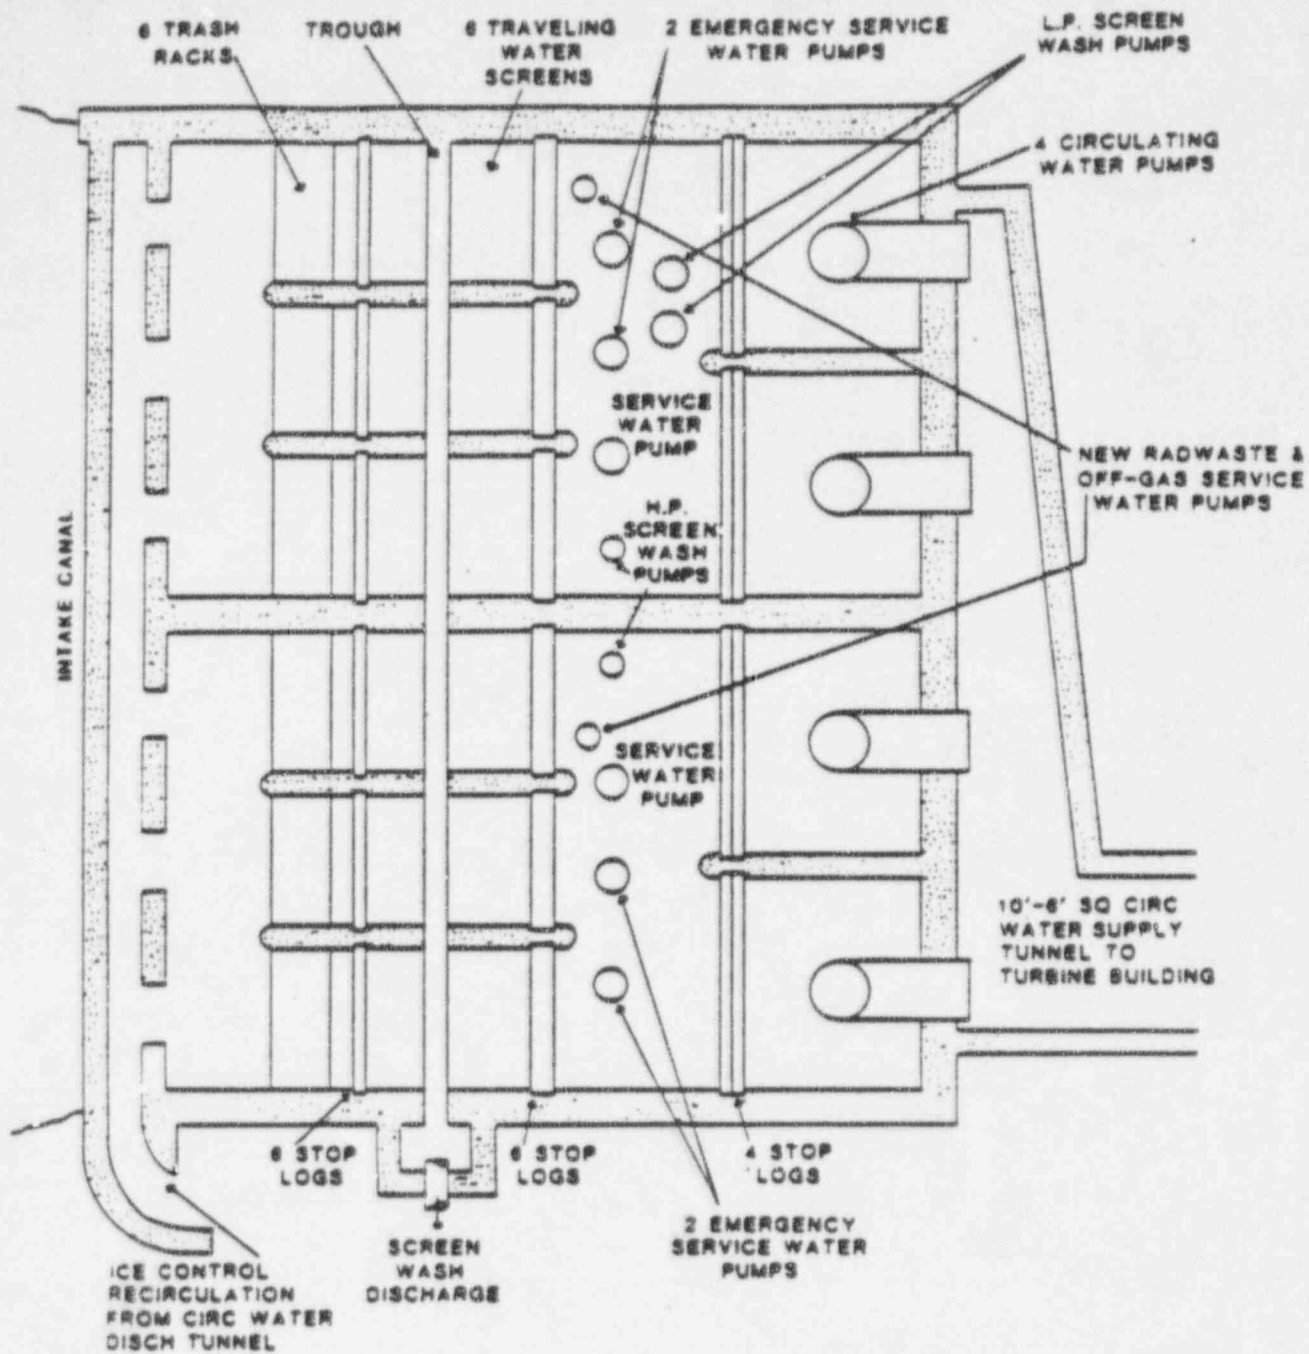 6 TRASH
RACKS
TROUGH
6 TRAVELING
WATER
SCREENS
2 EMERGENCY SERVICE
WATER PUMPS
L.P. SCREEN
WASH PUMPS
4 CIRCULATING
WATER PUMPS
SERVICE
WATER
PUMP
NEW RADWASTE &
OFF-GAS SERVICE
WATER PUMPS
H.P.
SCREEN
WASH
PUMPS
INTAKE CANAL
SERVICE
WATER
PUMP
10'-6" SQ CIRC
WATER SUPPLY
TUNNEL TO
TURBINE BUILDING
6 STOP
LOGS
6 STOP
LOGS
4 STOP
LOGS
SCREEN
WASH
DISCHARGE
2 EMERGENCY
SERVICE WATER
PUMPS
ICE CONTROL
RECIRCULATION
FROM CIRC WATER
DISCH TUNNEL